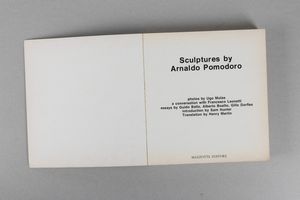 Sculptures by
Arnaldo Pomodoro
photos by Ugo Mulas
a conversation with Francesco Leonetti
essays by Guido Ballo, Alberto Boatto, Gillo Dorfles
introduction by Sam Hunter
Translation by Henry Martin
MAZZOTTA EDITORE